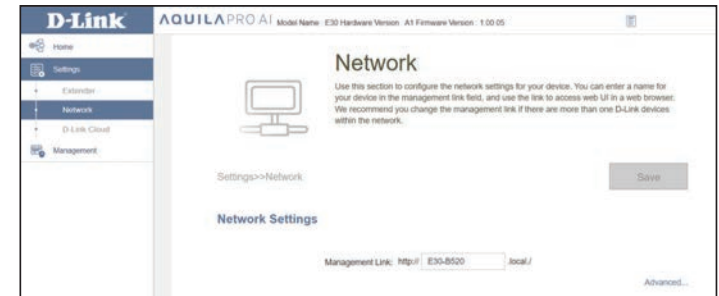 D-Link
AQUILA PRO AI Model Name E30 Hardware Version A1 Firmware Version : 1.00.05
Home
Settings
Extender
Network
D-Link Cloud
Management
Network
Use this section to configure the network settings for your device. You can enter a name for
your device in the management link field, and use the link to access web UI in a web browser.
We recommend you change the management link if there are more than one D-Link devices
within the network.
Settings>>Network
Save
Network Settings
Management Link: http:// E30-B520 .local./
Advanced...